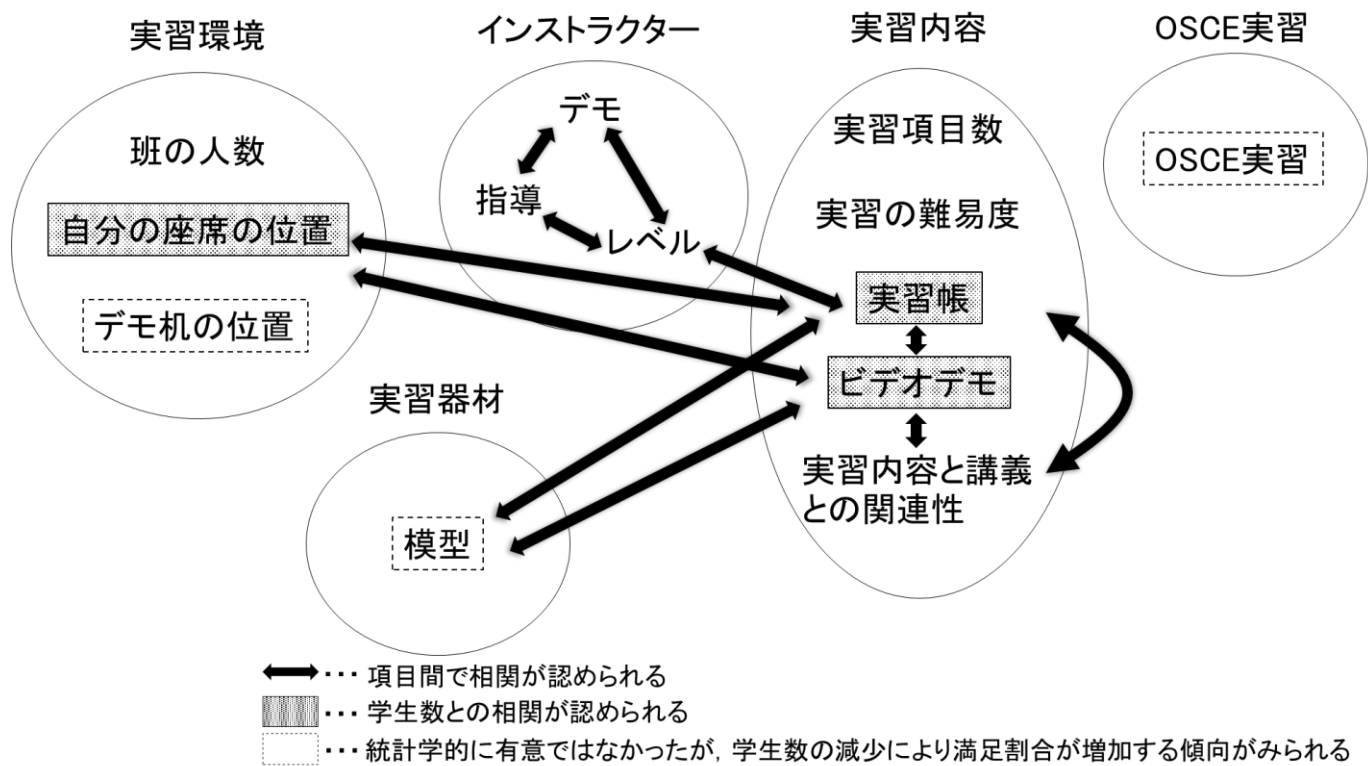 実習環境
班の人数
自分の座席の位置
デモ机の位置
インストラクター
デモ
指導
レベル
実習器材
模型
実習内容
実習項目数
実習の難易度
実習帳
ビデオデモ
実習内容と講義
との関連性
OSCE実習
OSCE実習
・・・ 項目間で相関が認められる
・・・ 学生数との相関が認められる
・・・ 統計学的に有意ではなかったが，学生数の減少により満足割合が増加する傾向がみられる